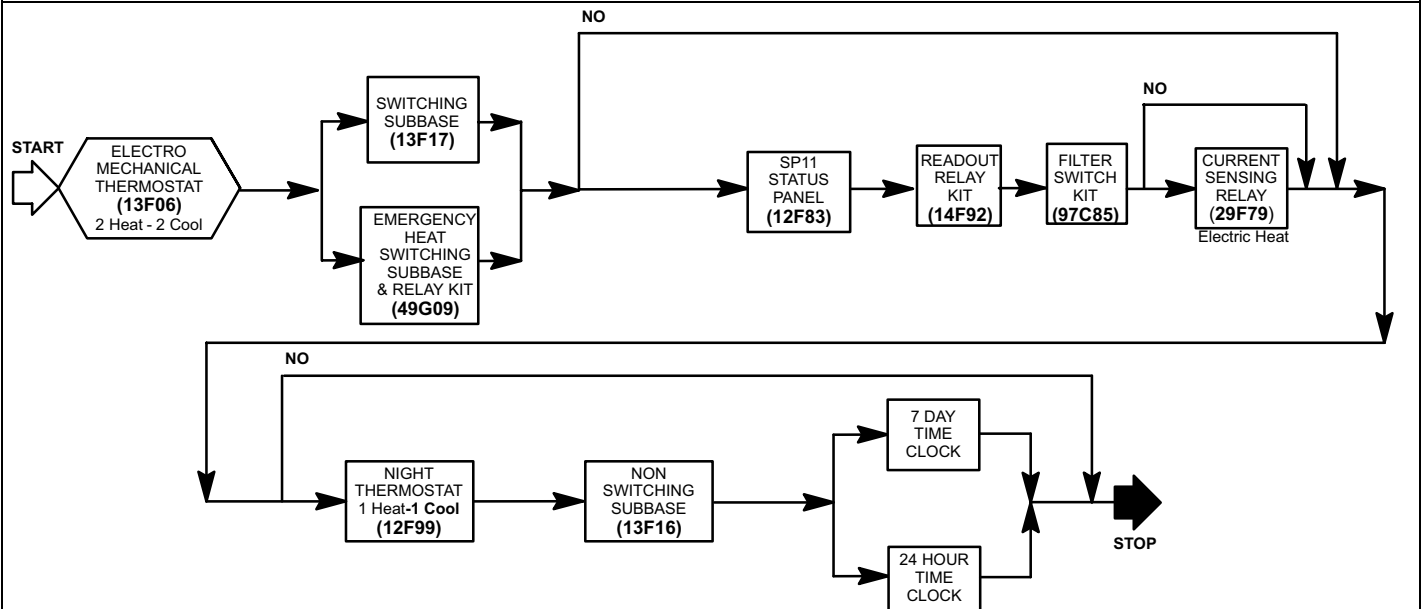 NO
START
ELECTRO
MECHANICAL
THERMOSTAT
(13F06)
2 Heat - 2 Cool
SWITCHING
SUBBASE
(13F17)
EMERGENCY
HEAT
SWITCHING
SUBBASE
& RELAY KIT
(49G09)
SP11
STATUS
PANEL
(12F83)
READOUT
RELAY
KIT
(14F92)
FILTER
SWITCH
KIT
(97C85)
NO
CURRENT
SENSING
RELAY
(29F79)
Electric Heat
NO
NIGHT
THERMOSTAT
1 Heat-1 Cool
(12F99)
NON
SWITCHING
SUBBASE
(13F16)
7 DAY
TIME
CLOCK
24 HOUR
TIME
CLOCK
STOP